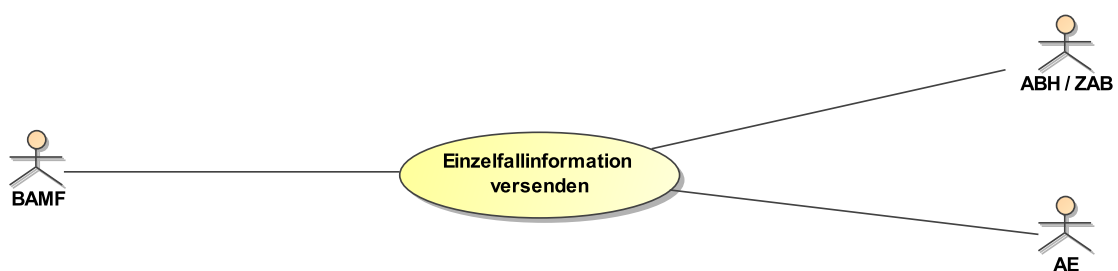 ABH / ZAB
Einzelfallinformation
versenden
BAMF
AE